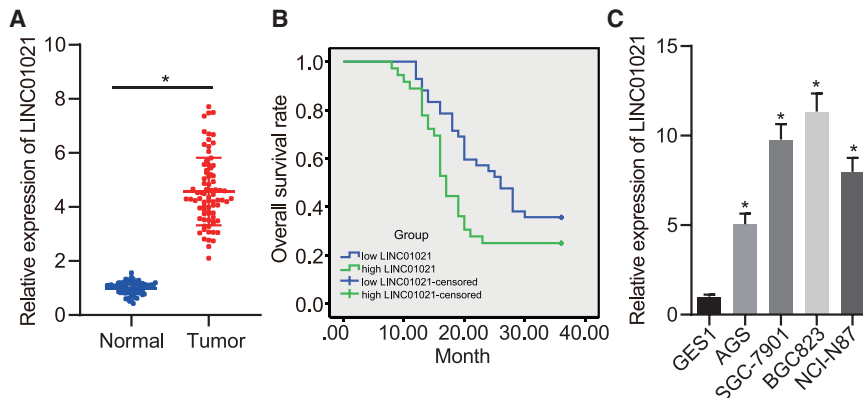 A
Relative expression of LINC01021
10
8
6
4
2
0
*
Normal
Tumor
B
Overall survival rate
1.0
0.8
0.6
0.4
0.2
0.0
Group
low LINC01021
high LINC01021
low LINC01021-censored
high LINC01021-censored
.00
10.00
20.00
30.00
40.00
Month
C
Relative expression of LINC01021
15
10
5
0
*
*
*
*
GES1
AGS
SGC-7901
BGC823
NCI-N87